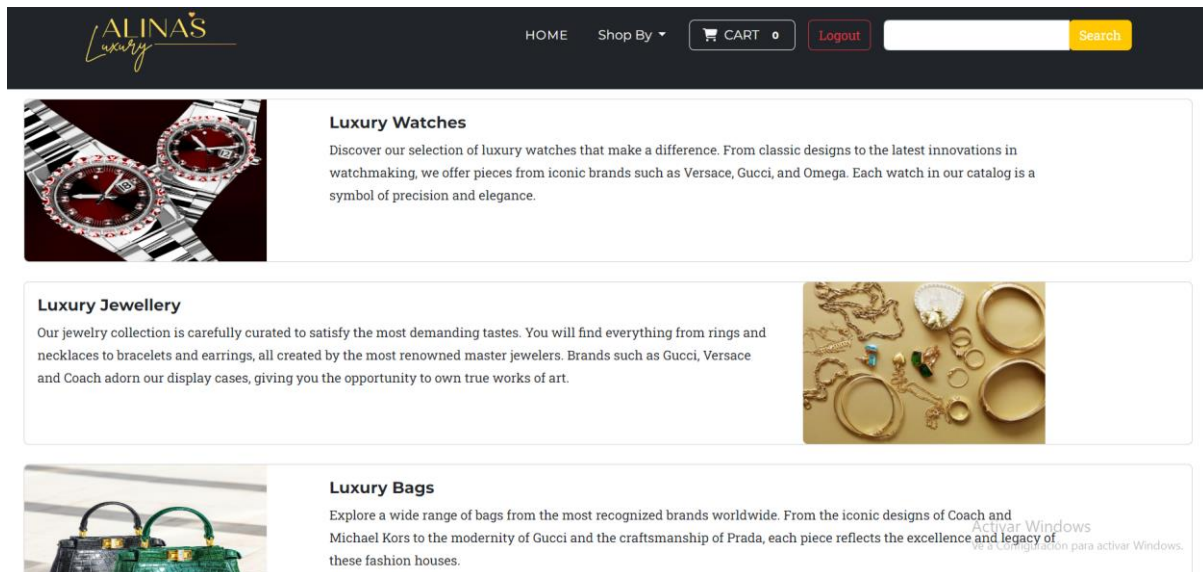 ALINA'S
Luxury
HOME Shop By CART 0 Logout Search
Luxury Watches
Discover our selection of luxury watches that make a difference. From classic designs to the latest innovations in
watchmaking, we offer pieces from iconic brands such as Versace, Gucci, and Omega. Each watch in our catalog is a
symbol of precision and elegance.
Luxury Jewellery
Our jewelry collection is carefully curated to satisfy the most demanding tastes. You will find everything from rings and
necklaces to bracelets and earrings, all created by the most renowned master jewelers. Brands such as Gucci, Versace
and Coach adorn our display cases, giving you the opportunity to own true works of art.
Luxury Bags
Explore a wide range of bags from the most recognized brands worldwide. From the iconic designs of Coach and
Michael Kors to the modernity of Gucci and the craftsmanship of Prada, each piece reflects the excellence and legacy of
these fashion houses.
Activar Windows
Ve a Configuración para activar Windows.